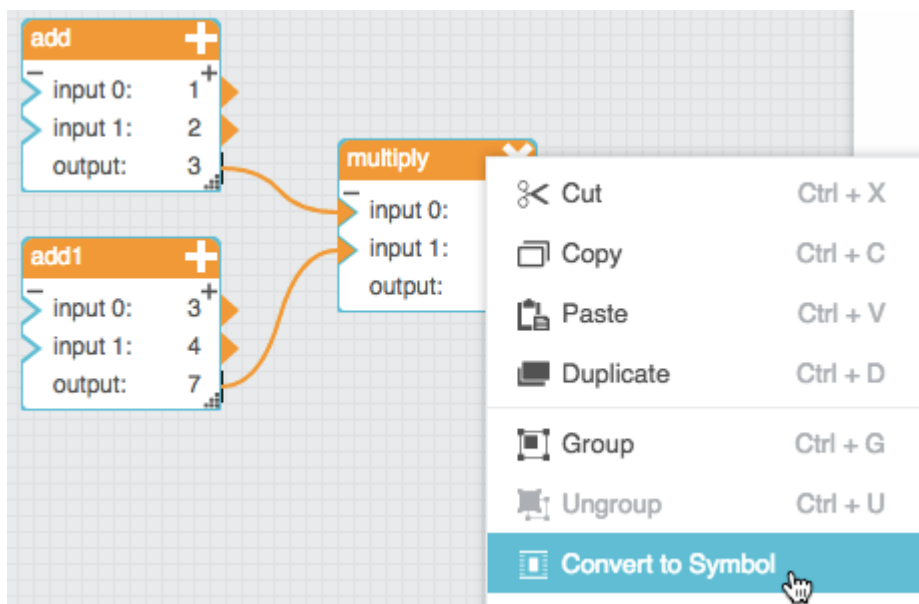 add
input 0: 1
input 1: 2
output: 3
add1
input 0: 3
input 1: 4
output: 7
multiply
input 0:
input 1:
output:
Cut Ctrl + X
Copy Ctrl + C
Paste Ctrl + V
Duplicate Ctrl + D
Group Ctrl + G
Ungroup Ctrl + U
Convert to Symbol